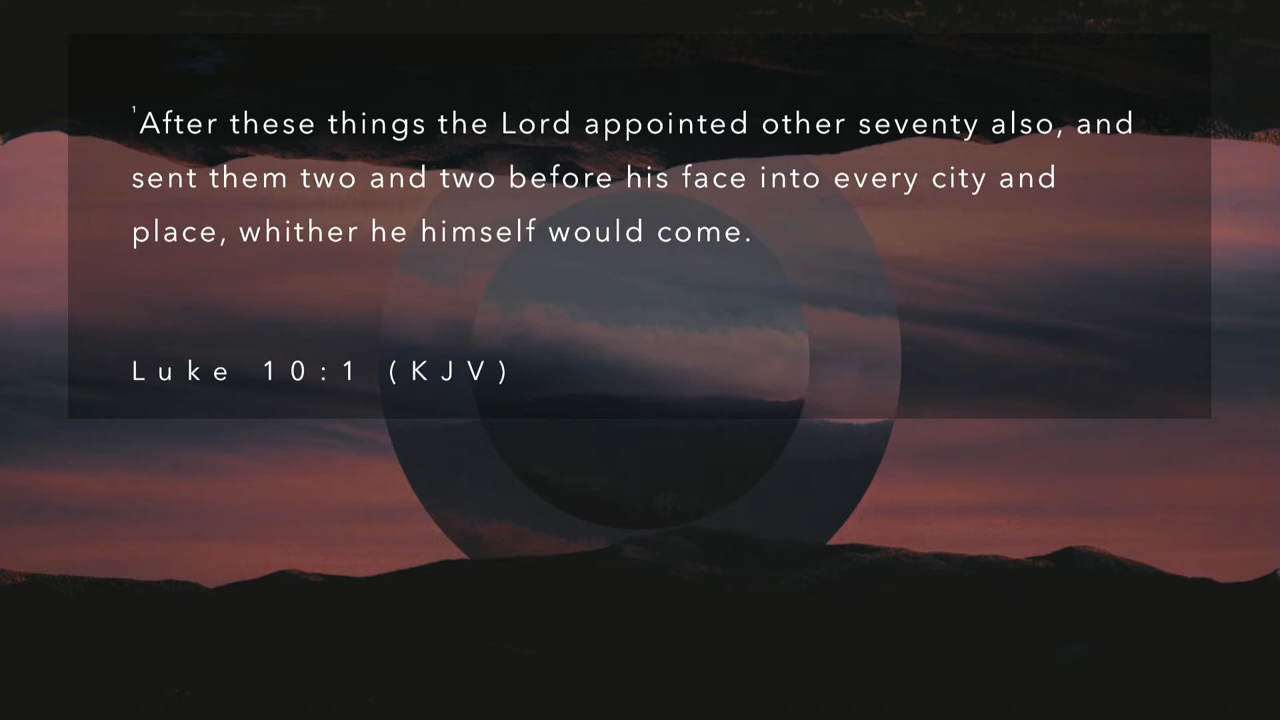 ¹After these things the Lord appointed other seventy also, and
sent them two and two before his face into every city and
place, whither he himself would come.
Luke 10:1 (KJV)